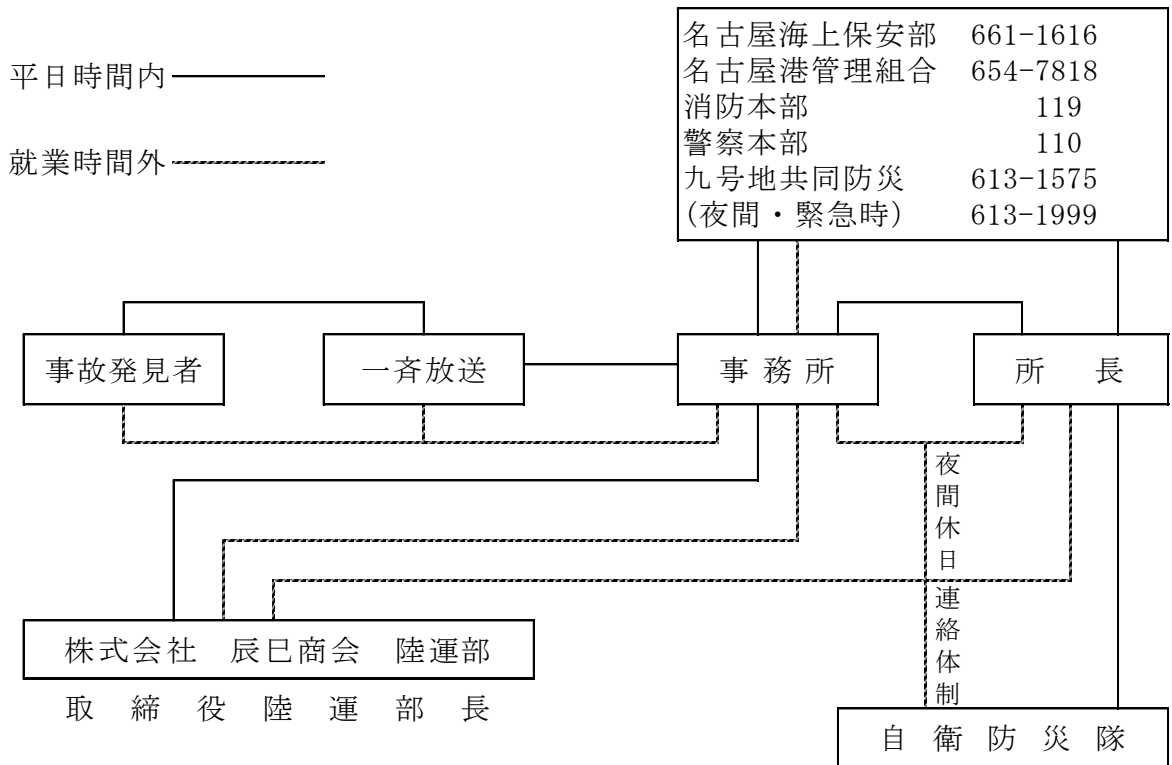 平日時間内
就業時間外
名古屋海上保安部 661-1616
名古屋港管理組合 654-7818
消防本部 119
警察本部 110
九号地共同防災 613-1575
(夜間・緊急時) 613-1999
事故発見者
一斉放送
事務所
所 長
夜間休日連絡体制
株式会社 辰巳商会 陸運部
取締役陸運部長
自衛防災隊